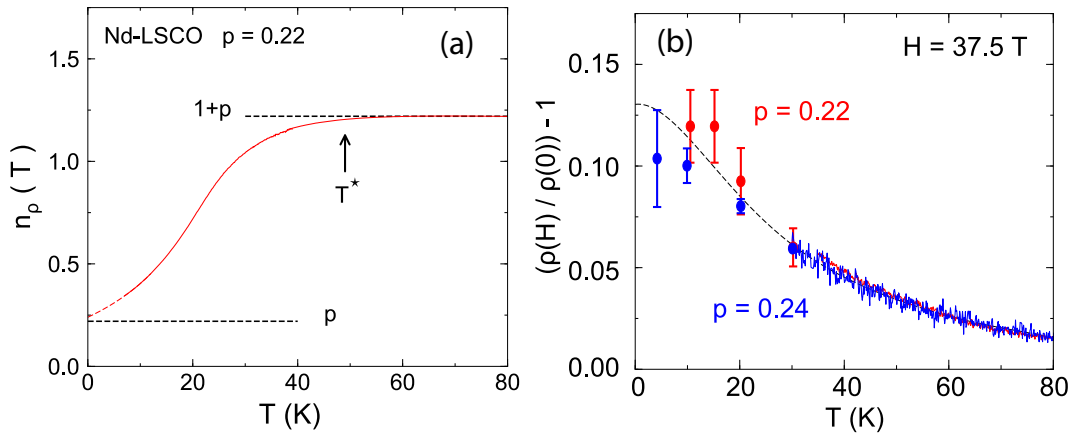 Nd-LSCO p = 0.22
(a)
1.5
1+p
1.0
T*
n_ρ ( T )
0.5
p
0.0
0 20 40 60 80
T (K)
(b)
H = 37.5 T
0.15
p = 0.22
0.10
(ρ(H) / ρ(0)) - 1
0.05
p = 0.24
0.00
0 20 40 60 80
T (K)